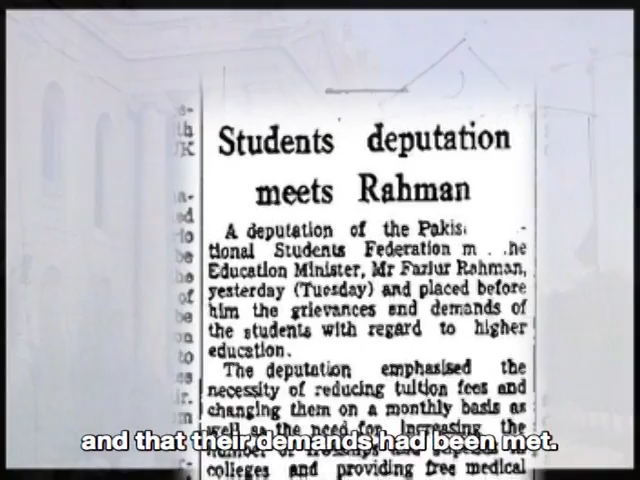 Students deputation
meets Rahman
A deputation of the
tional Students Federation
Education Minister, Mr Fazlur Rahman,
yesterday (Tuesday) and placed before
him the grievances and demands of
the students with regard to higher
education.
The deputation emphasised the
necessity of reducing tuition fees and
changing them on a monthly basis as
well as the need for increasing the
and that their demands had been met.
number of
colleges and providing free medical